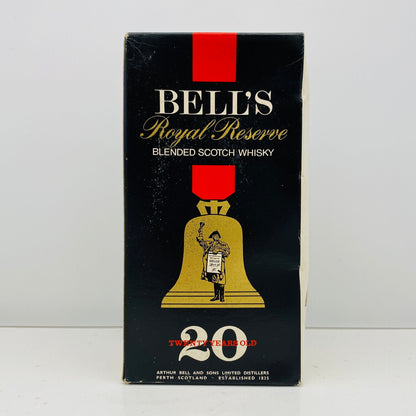 BELL'S
Royal Reserve
BLENDED SCOTCH WHISKY
TWENTY YEARS OLD
20
ARTHUR BELL AND SONS LIMITED DISTILLERS
PERTH SCOTLAND - ESTABLISHED 1825